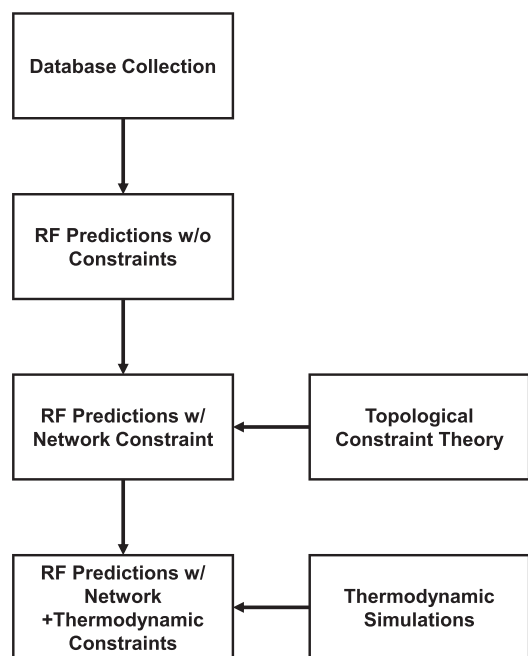 Database Collection
RF Predictions w/o
Constraints
RF Predictions w/
Network Constraint
Topological
Constraint Theory
RF Predictions w/
Network
+Thermodynamic
Constraints
Thermodynamic
Simulations